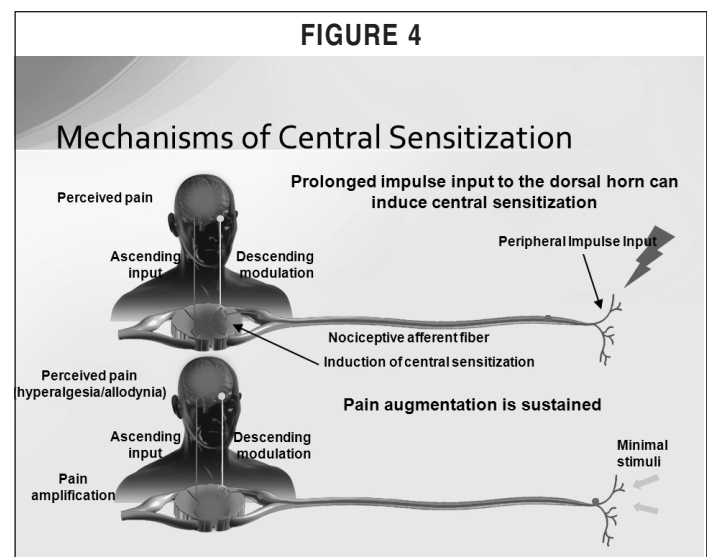 FIGURE 4
Mechanisms of Central Sensitization
Perceived pain
Prolonged impulse input to the dorsal horn can
induce central sensitization
Peripheral Impulse Input
Ascending
input
Descending
modulation
Nociceptive afferent fiber
Induction of central sensitization
Perceived pain
(hyperalgesia/allodynia)
Pain augmentation is sustained
Ascending
input
Descending
modulation
Minimal
stimuli
Pain
amplification